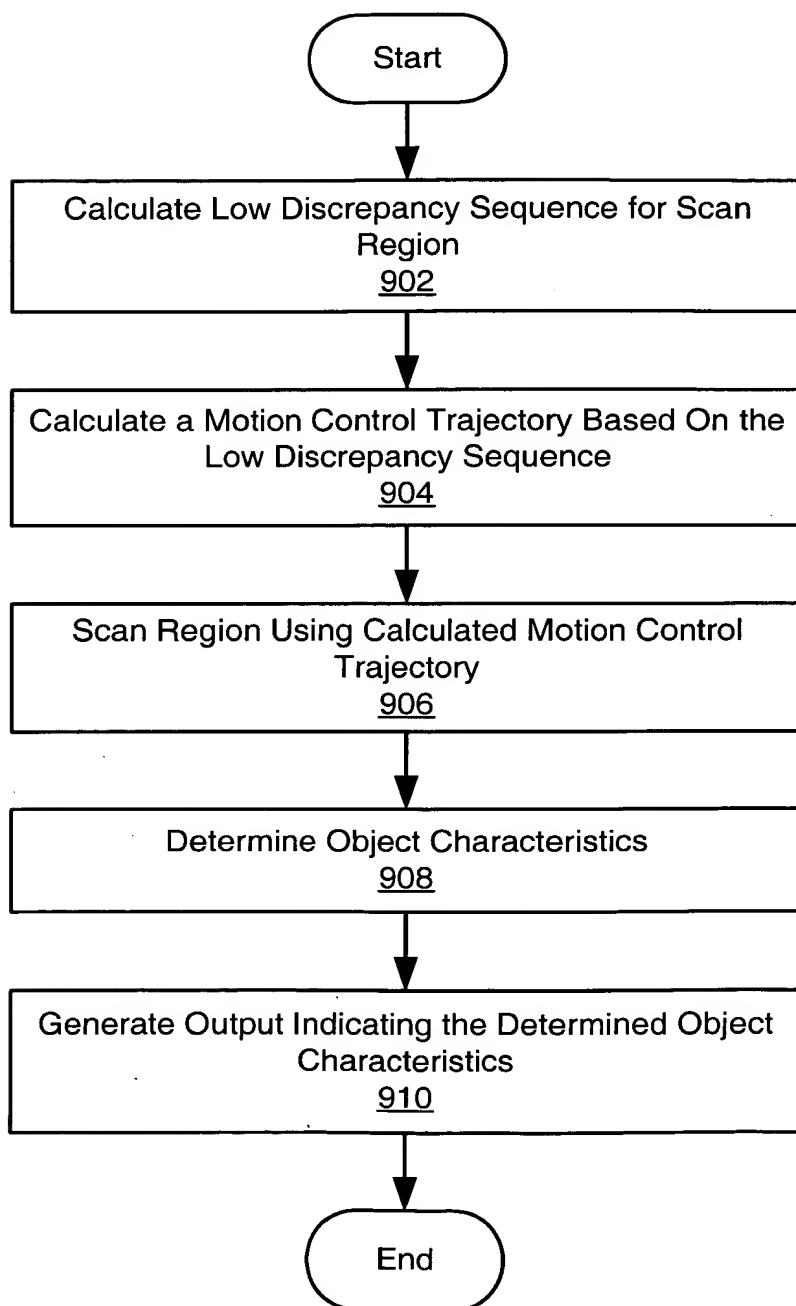 Start
Calculate Low Discrepancy Sequence for Scan
Region
902
Calculate a Motion Control Trajectory Based On the
Low Discrepancy Sequence
904
Scan Region Using Calculated Motion Control
Trajectory
906
Determine Object Characteristics
908
Generate Output Indicating the Determined Object
Characteristics
910
End